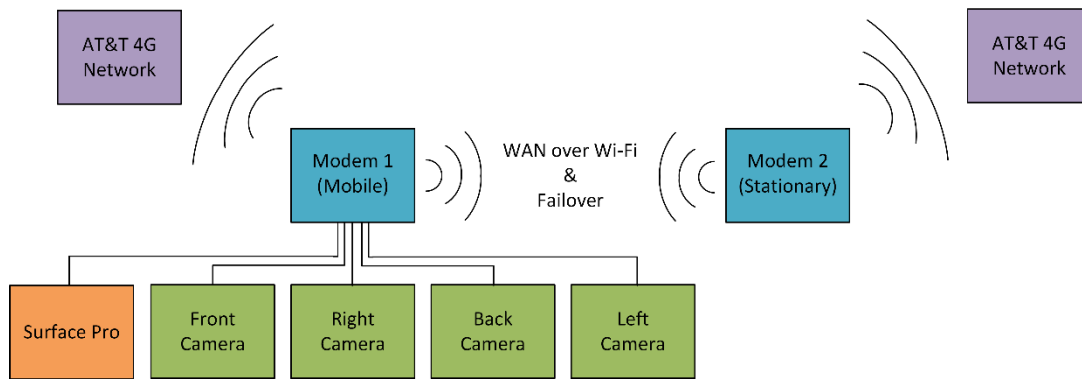 AT&T 4G
Network
AT&T 4G
Network
Modem 1
(Mobile)
WAN over Wi-Fi
&
Failover
Modem 2
(Stationary)
Surface Pro
Front
Camera
Right
Camera
Back
Camera
Left
Camera